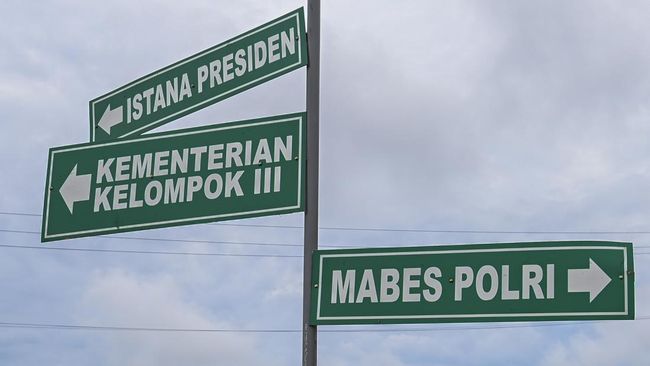 ISTANA PRESIDEN
KEMENTERIAN
KELOMPOK III
MABES POLRI